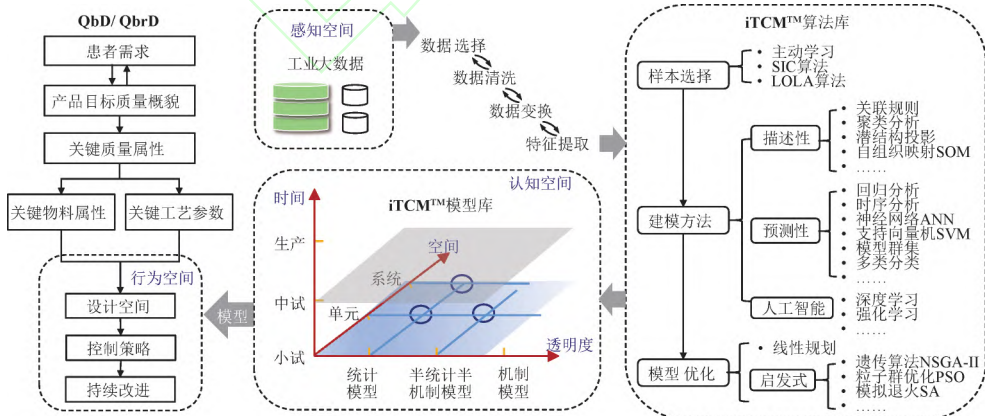 QbD/ QbrD
患者需求
产品目标质量概貌
关键质量属性
关键物料属性
关键工艺参数
行为空间
设计空间
控制策略
持续改进
感知空间
工业大数据
数据选择
数据清洗
数据变换
特征提取
认知空间
iTCM™模型库
时间
生产
中试
小试
空间
系统
单元
透明度
统计
模型
半统计半
机制模型
机制
模型
模型
iTCM™算法库
样本选择
• 主动学习
• SIC算法
• LOLA算法
建模方法
描述性
• 关联规则
• 聚类分析
• 潜结构投影
• 自组织映射SOM
• ……
预测性
• 回归分析
• 时序分析
• 神经网络ANN
• 支持向量机SVM
• 模型群集
• 多类分类
• ……
人工智能
• 深度学习
• 强化学习
• ……
模型 优化
• 线性规划
启发式
• 遗传算法NSGA-II
• 粒子群优化PSO
• 模拟退火SA
• ……